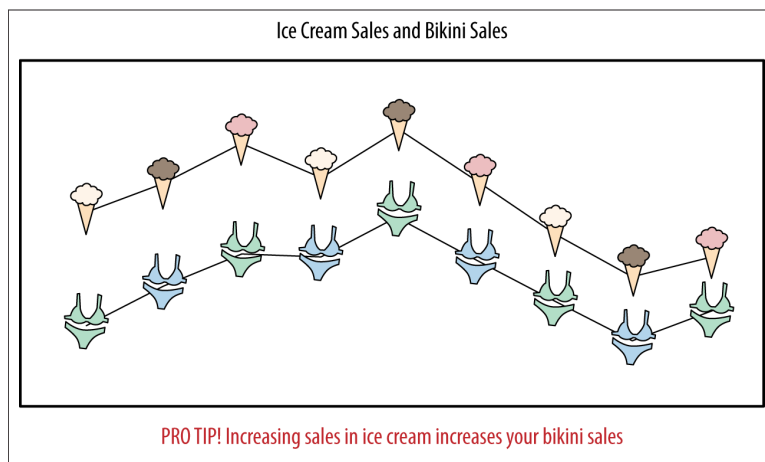 Ice Cream Sales and Bikini Sales
PRO TIP! Increasing sales in ice cream increases your bikini sales